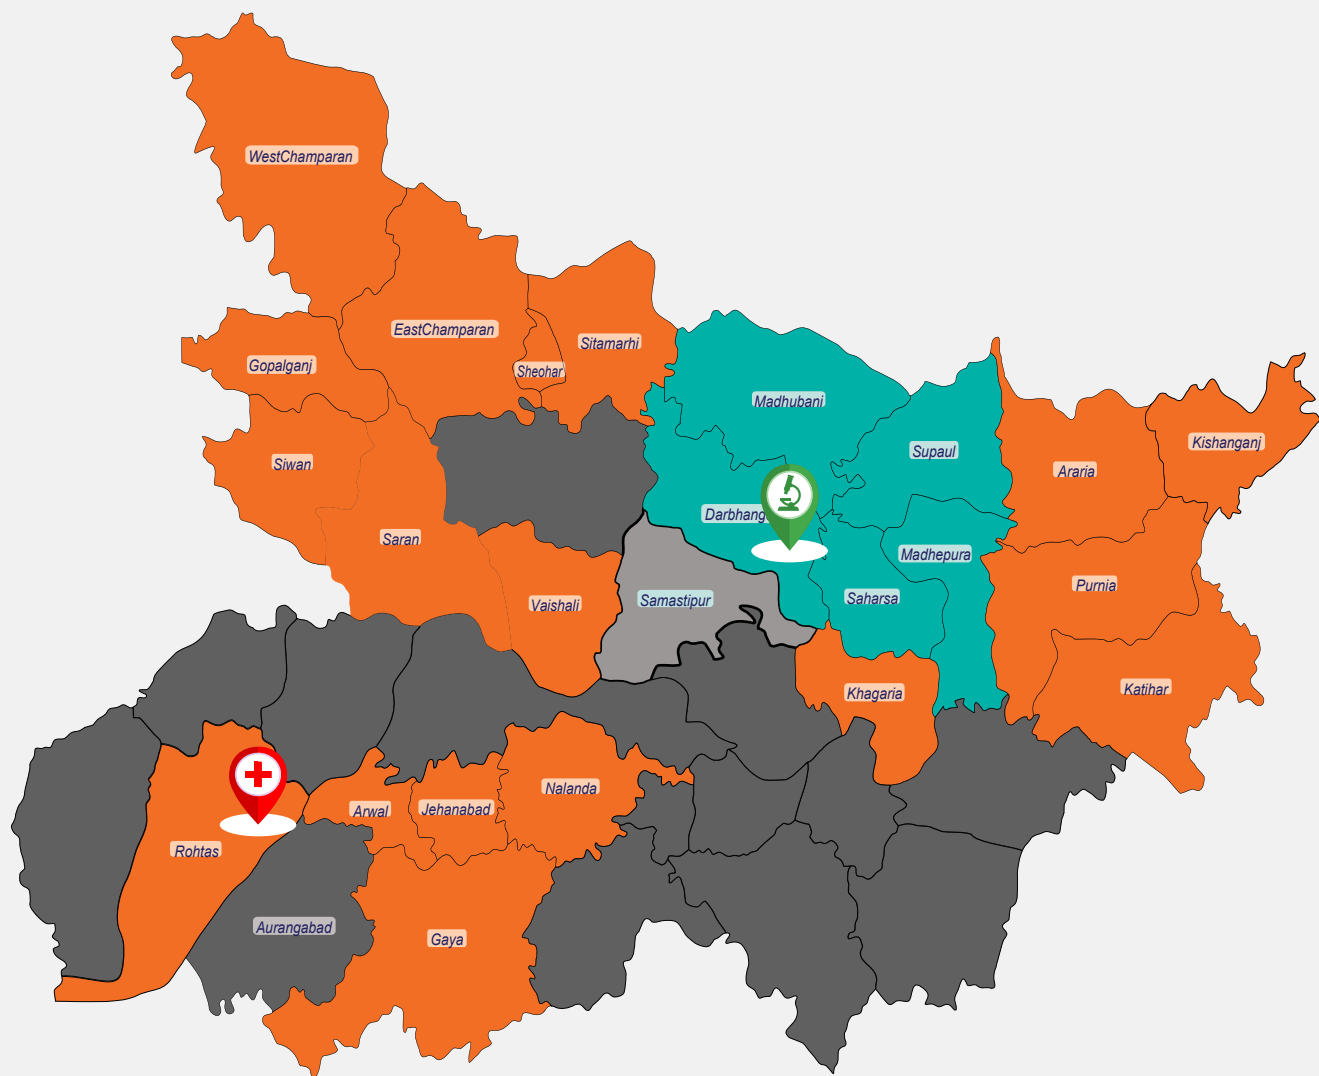 WestChamparan
EastChamparan
Sitamarhi
Sheohar
Gopalganj
Madhubani
Kishanganj
Supaul
Siwan
Araria
Darbhang
Saran
Madhepura
Purnia
Saharsa
Samastipur
Vaishali
Katihar
Khagaria
Nalanda
Jehanabad
Arwal
Rohtas
Aurangabad
Gaya